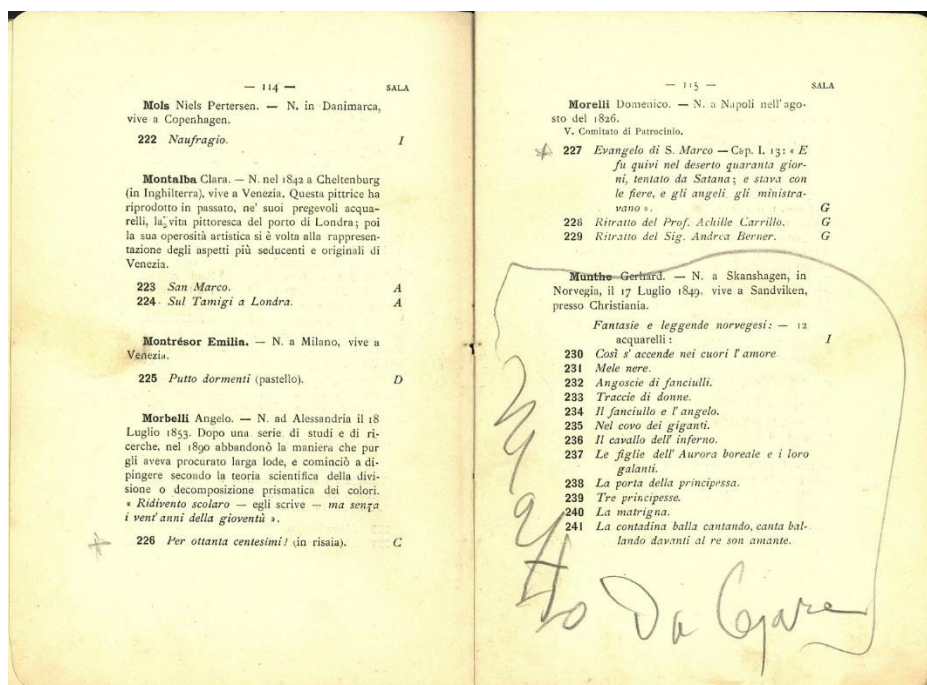 — 114 — SALA
Mols Niels Pertersen. — N. in Danimarca,
vive a Copenhagen.
222 Naufragio. I
Montalba Clara. — N. nel 1842 a Cheltenburg
(in Inghilterra), vive a Venezia. Questa pittrice ha
riprodotto in passato, ne' suoi pregevoli acqua-
relli, la vita pittoresca del porto di Londra; poi
la sua operosità artistica si è volta alla rappresen-
tazione degli aspetti più seducenti e originali di
Venezia.
223 San Marco. A
224 Sul Tamigi a Londra. A
Montrésor Emilia. — N. a Milano, vive a
Venezia.
225 Putto dormenti (pastello). D
Morbelli Angelo. — N. ad Alessandria il 18
Luglio 1853. Dopo una serie di studi e di ri-
cerche, nel 1890 abbandonò la maniera che pur
gli aveva procurato larga lode, e cominciò a di-
pingere secondo la teoria scientifica della divi-
sione o decomposizione prismatica dei colori.
« Ridivento scolaro — egli scrive — ma senza
i vent' anni della gioventù ».
226 Per ottanta centesimi! (in risaia). C
— 115 — SALA
Morelli Domenico. — N. a Napoli nell'ago-
sto del 1826.
V. Comitato di Patrocinio.
227 Evangelo di S. Marco — Cap. I. 13: « E
fu quivi nel deserto quaranta gior-
ni, tentato da Satana; e stava con
le fiere, e gli angeli gli ministra-
vano ». G
228 Ritratto del Prof. Achille Carrillo. G
229 Ritratto del Sig. Andrea Berner. G
Munthe Gerhard. — N. a Skanshagen, in
Norvegia, il 17 Luglio 1849. vive a Sandviken,
presso Christiania.
Fantasie e leggende norvegesi: — 12
acquarelli: I
230 Così s' accende nei cuori l' amore
231 Mele nere.
232 Angoscie di fanciulli.
233 Traccie di donne.
234 Il fanciullo e l' angelo.
235 Nel covo dei giganti.
236 Il cavallo dell' inferno.
237 Le figlie dell' Aurora boreale e i loro
galanti.
238 La porta della principessa.
239 Tre principesse.
240 La matrigna.
241 La contadina balla cantando, canta bal-
lando davanti al re son amante.